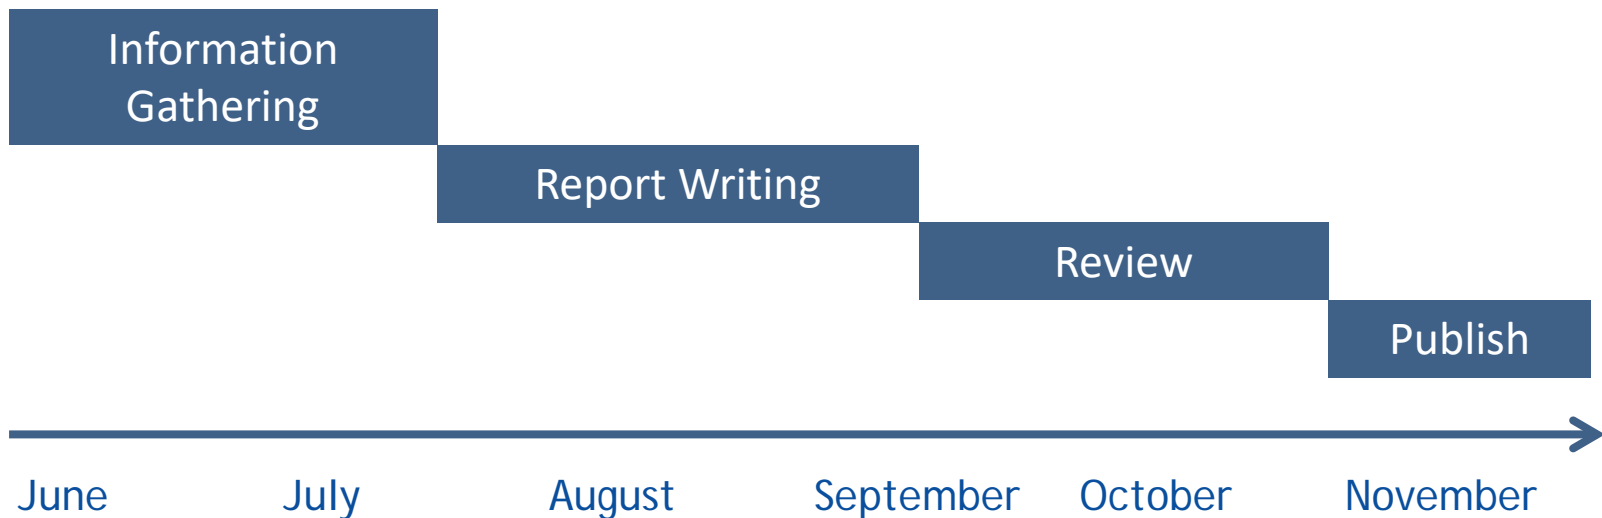 Information
Gathering
Report Writing
Review
Publish
June July August September October November